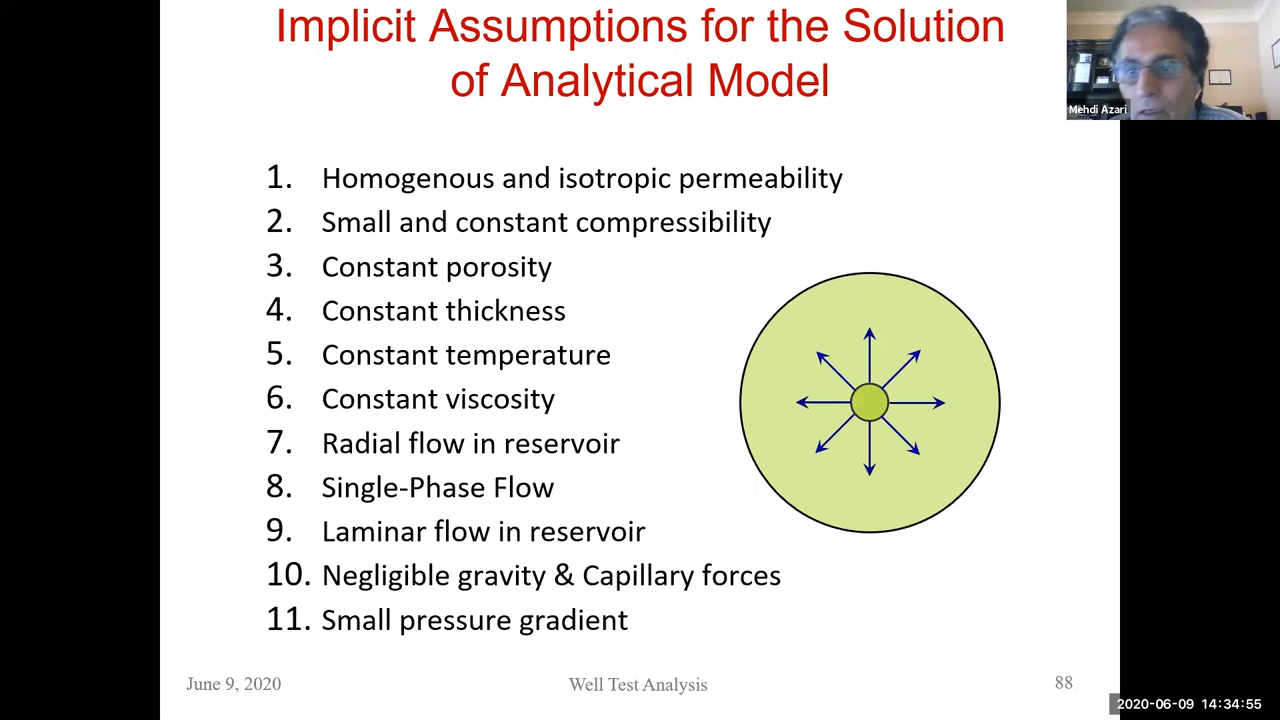 Implicit Assumptions for the Solution
of Analytical Model
Mehdi Azari
1. Homogenous and isotropic permeability
2. Small and constant compressibility
3. Constant porosity
4. Constant thickness
5. Constant temperature
6. Constant viscosity
7. Radial flow in reservoir
8. Single-Phase Flow
9. Laminar flow in reservoir
10. Negligible gravity & Capillary forces
11. Small pressure gradient
June 9, 2020
Well Test Analysis
88
2020-06-09 14:34:55